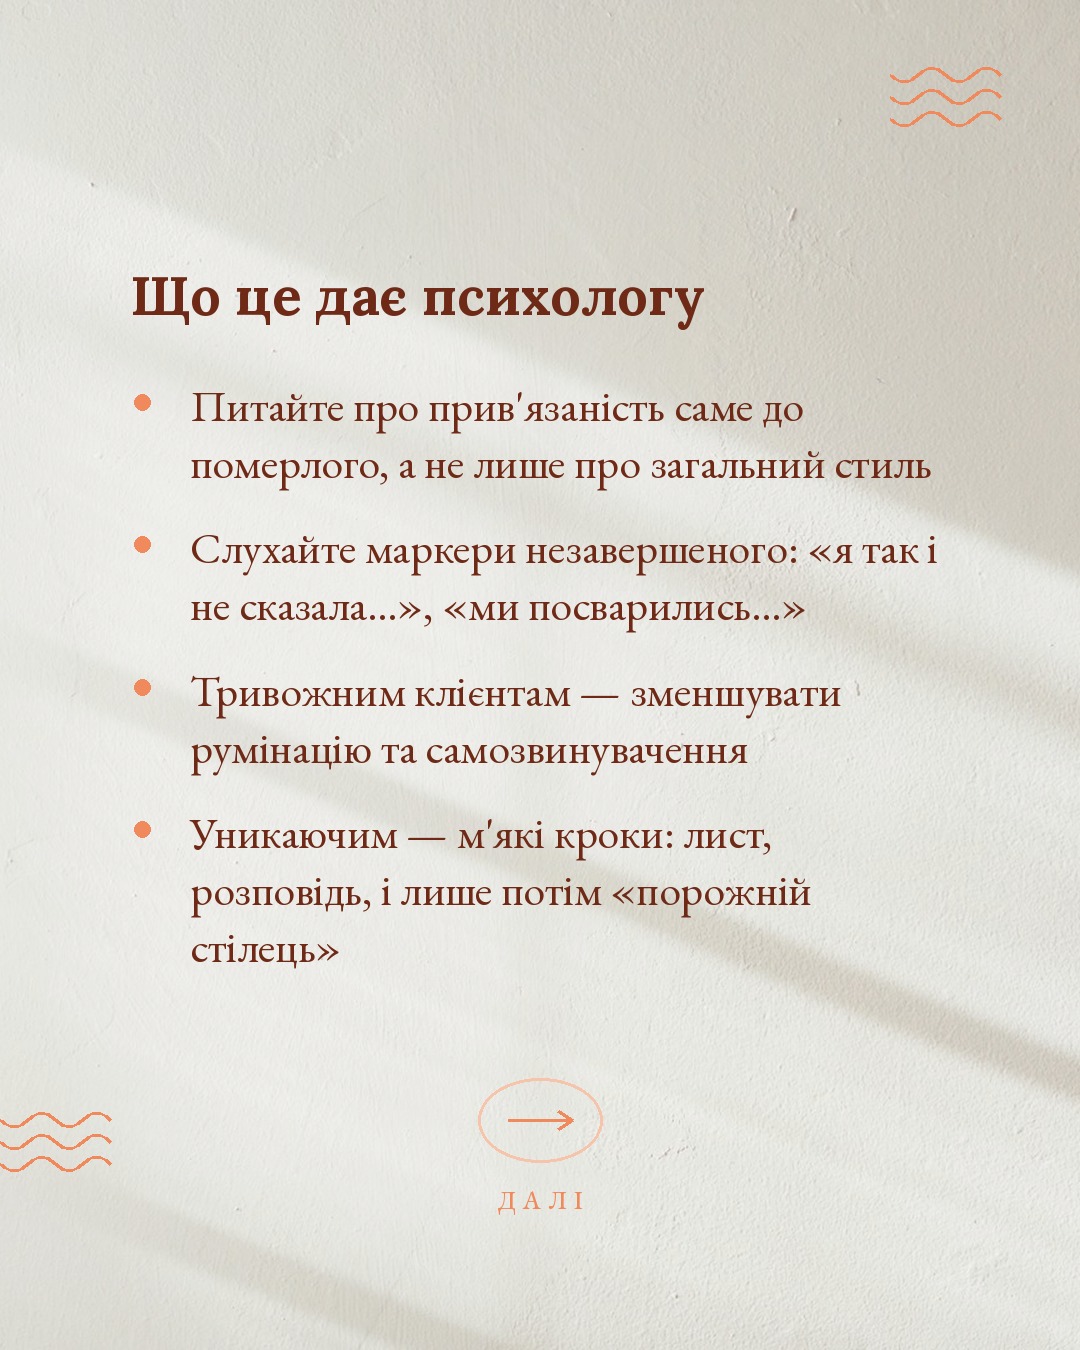 Що це дає психологу
Питайте про прив'язаність саме до
померлого, а не лише про загальний стиль
Слухайте маркери незавершеного: «я так і
не сказала...», «ми посварились...»
Тривожним клієнтам — зменшувати
румінацію та самозвинувачення
Уникаючим — м'які кроки: лист,
розповідь, і лише потім «порожній
стілець»
ДАЛІ